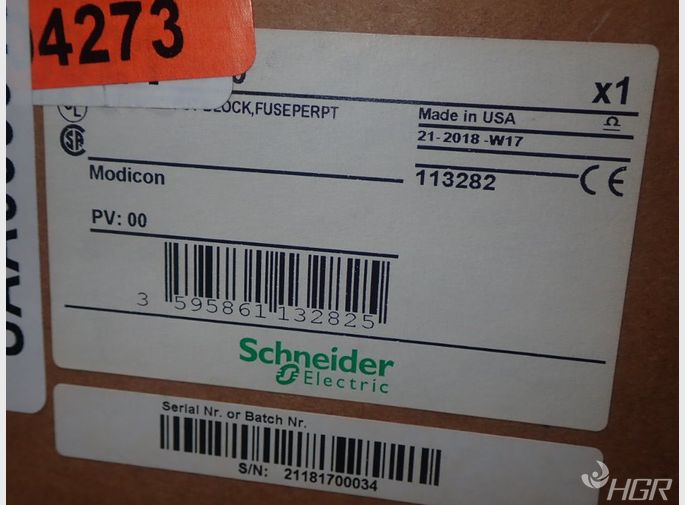 4273
x1
BLOCK,FUSEPERPT
Made in USA
21-2018-W17
Modicon
113282
CE
PV: 00
3 595861 132825
Schneider
Electric
Serial Nr. or Batch Nr.
S/N: 21181700034
HGR